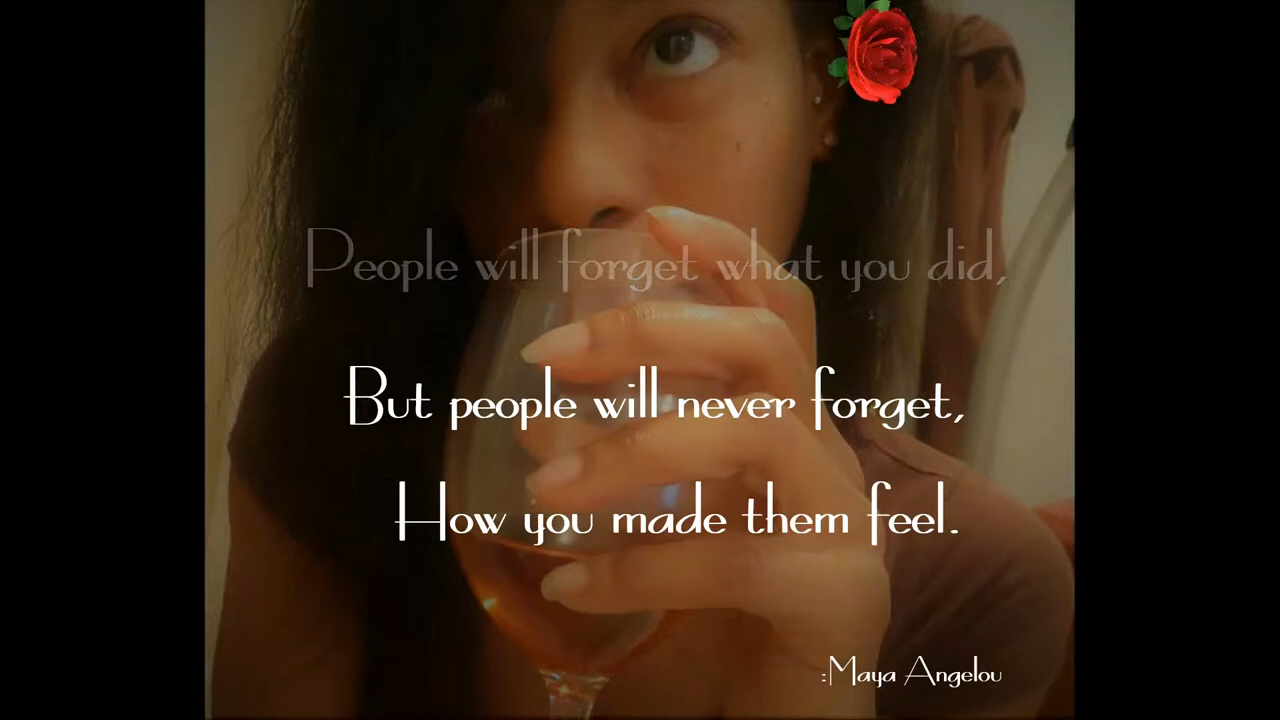 People will forget what you did,
But people will never forget,
How you made them feel.
:Maya Angelou